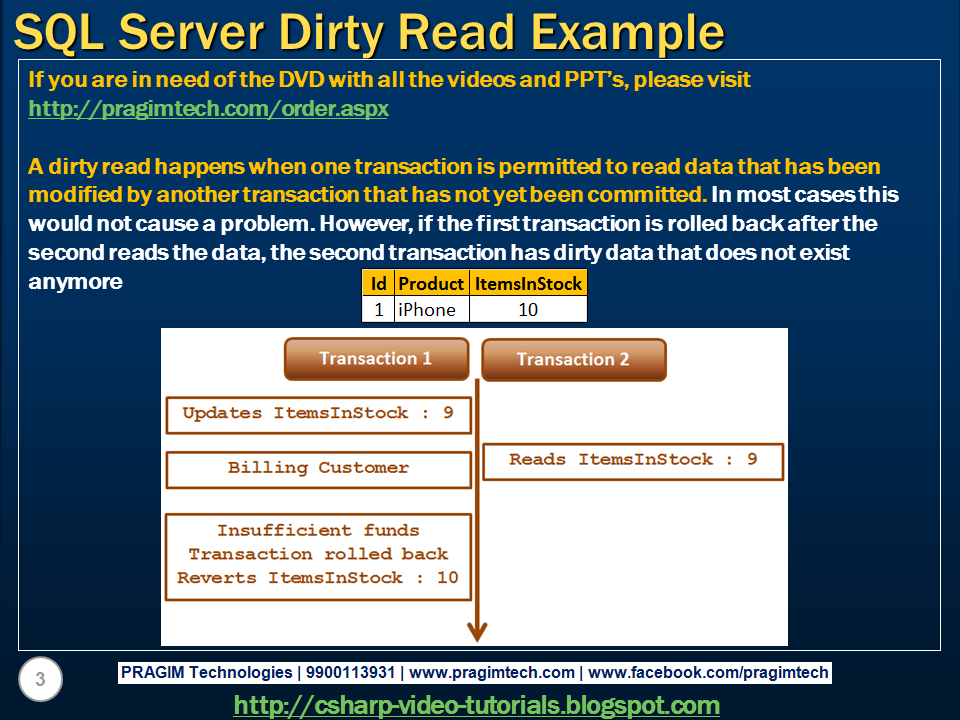 SQL Server Dirty Read Example
If you are in need of the DVD with all the videos and PPT's, please visit
http://pragimtech.com/order.aspx
A dirty read happens when one transaction is permitted to read data that has been
modified by another transaction that has not yet been committed. In most cases this
would not cause a problem. However, if the first transaction is rolled back after the
second reads the data, the second transaction has dirty data that does not exist
anymore
Id Product ItemsInStock
1 iPhone 10
Transaction 1 Transaction 2
Updates ItemsInStock : 9
Reads ItemsInStock : 9
Billing Customer
Insufficient funds
Transaction rolled back
Reverts ItemsInStock : 10
3
PRAGIM Technologies | 9900113931 | www.pragimtech.com | www.facebook.com/pragimtech
http://csharp-video-tutorials.blogspot.com